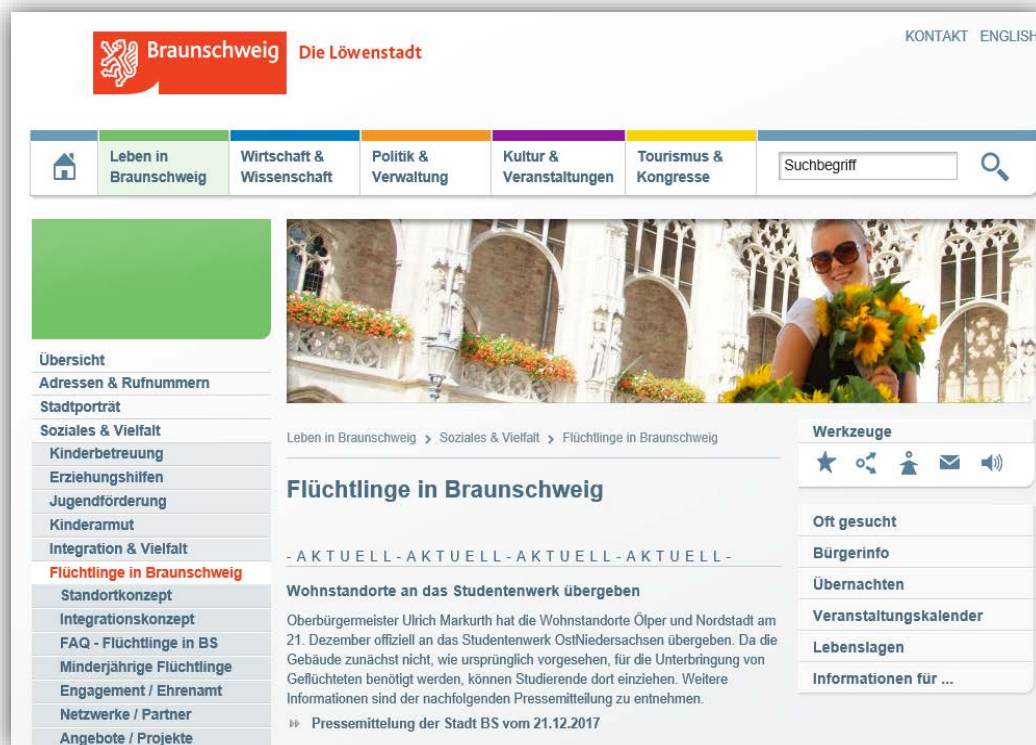 Braunschweig
Die Löwenstadt
KONTAKT ENGLISH
Leben in
Braunschweig
Wirtschaft &
Wissenschaft
Politik &
Verwaltung
Kultur &
Veranstaltungen
Tourismus &
Kongresse
Suchbegriff
Übersicht
Adressen & Rufnummern
Stadtporträt
Soziales & Vielfalt
Kinderbetreuung
Erziehungshilfen
Jugendförderung
Kinderarmut
Integration & Vielfalt
Flüchtlinge in Braunschweig
Standortkonzept
Integrationskonzept
FAQ - Flüchtlinge in BS
Minderjährige Flüchtlinge
Engagement / Ehrenamt
Netzwerke / Partner
Angebote / Projekte
Leben in Braunschweig > Soziales & Vielfalt > Flüchtlinge in Braunschweig
Flüchtlinge in Braunschweig
- A K T U E L L - A K T U E L L - A K T U E L L - A K T U E L L -
Wohnstandorte an das Studentenwerk übergeben
Oberbürgermeister Ulrich Markurth hat die Wohnstandorte Ölper und Nordstadt am
21. Dezember offiziell an das Studentenwerk OstNiedersachsen übergeben. Da die
Gebäude zunächst nicht, wie ursprünglich vorgesehen, für die Unterbringung von
Geflüchteten benötigt werden, können Studierende dort einziehen. Weitere
Informationen sind der nachfolgenden Pressemitteilung zu entnehmen.
Pressemittelung der Stadt BS vom 21.12.2017
Werkzeuge
Oft gesucht
Bürgerinfo
Übernachten
Veranstaltungskalender
Lebenslagen
Informationen für ...